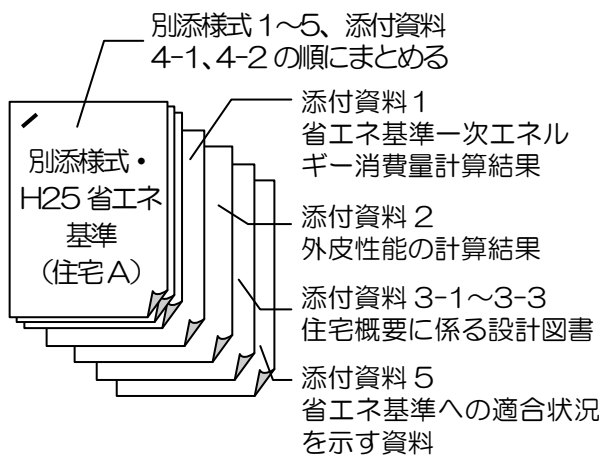 別添様式1～5、添付資料
4-1、4-2の順にまとめる
別添様式・
H25省エネ
基準
（住宅A）
添付資料1
省エネ基準一次エネル
ギー消費量計算結果
添付資料2
外皮性能の計算結果
添付資料3-1～3-3
住宅概要に係る設計図書
添付資料5
省エネ基準への適合状況
を示す資料